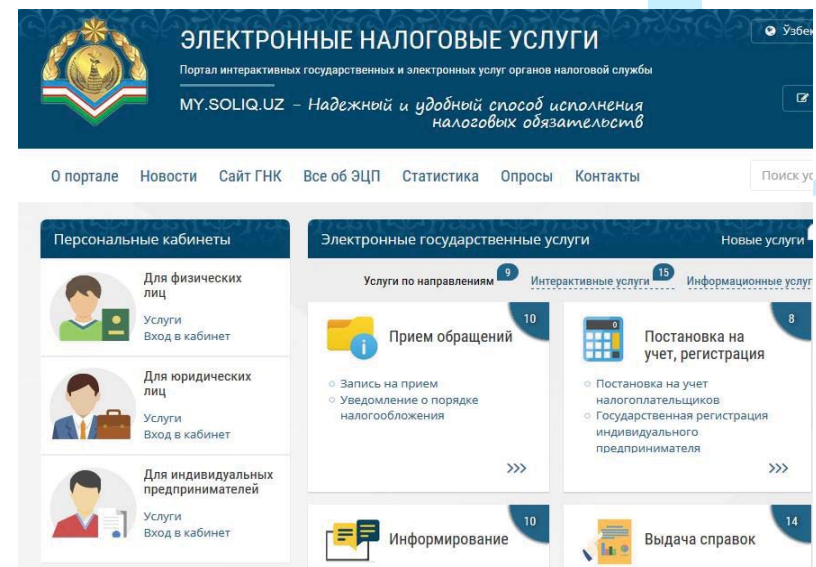 ЭЛЕКТРОННЫЕ НАЛОГОВЫЕ УСЛУГИ
Портал интерактивных государственных и электронных услуг органов налоговой службы
MY.SOLIQ.UZ – Надежный и удобный способ исполнения
налоговых обязательств
О портале Новости Сайт ГНК Все об ЭЦП Статистика Опросы Контакты
Поиск
Персональные кабинеты
Для физических
лиц
Услуги
Вход в кабинет
Для юридических
лиц
Услуги
Вход в кабинет
Для индивидуальных
предпринимателей
Услуги
Вход в кабинет
Электронные государственные услуги
Новые услуги
Услуги по направлениям 9
Интерактивные услуги 15
Информационные
10
Прием обращений
Запись на прием
Уведомление о порядке
налогообложения
>>>
8
Постановка на
учет, регистрация
Постановка на учет
налогоплательщиков
Государственная регистрация
индивидуального
предпринимателя
>>>
10
Информирование
14
Выдача справок